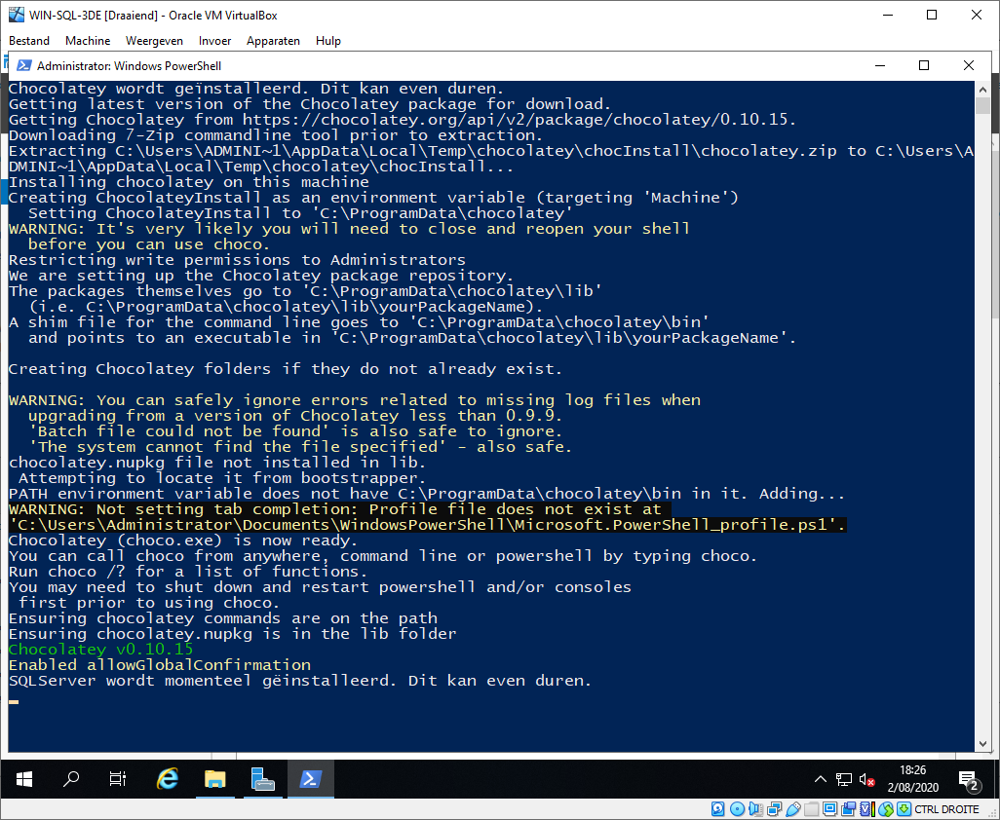 WIN-SQL-3DE [Draaiend] - Oracle VM VirtualBox
Bestand Machine Weergeven Invoer Apparaten Hulp
Administrator: Windows PowerShell
Chocolatey wordt geïnstalleerd. Dit kan even duren.
Getting latest version of the Chocolatey package for download.
Getting Chocolatey from https://chocolatey.org/api/v2/package/chocolatey/0.10.15.
Downloading 7-Zip commandline tool prior to extraction.
Extracting C:\Users\ADMINI~1\AppData\Local\Temp\chocolatey\chocInstall\chocolatey.zip to C:\Users\A
DMINI~1\AppData\Local\Temp\chocolatey\chocInstall...
Installing chocolatey on this machine
Creating ChocolateyInstall as an environment variable (targeting 'Machine')
  Setting ChocolateyInstall to 'C:\ProgramData\chocolatey'
WARNING: It's very likely you will need to close and reopen your shell
  before you can use choco.
Restricting write permissions to Administrators
We are setting up the Chocolatey package repository.
The packages themselves go to 'C:\ProgramData\chocolatey\lib'
  (i.e. C:\ProgramData\chocolatey\lib\yourPackageName).
A shim file for the command line goes to 'C:\ProgramData\chocolatey\bin'
  and points to an executable in 'C:\ProgramData\chocolatey\lib\yourPackageName'.
Creating Chocolatey folders if they do not already exist.
WARNING: You can safely ignore errors related to missing log files when
  upgrading from a version of Chocolatey less than 0.9.9.
  'Batch file could not be found' is also safe to ignore.
  'The system cannot find the file specified' - also safe.
chocolatey.nupkg file not installed in lib.
 Attempting to locate it from bootstrapper.
PATH environment variable does not have C:\ProgramData\chocolatey\bin in it. Adding...
WARNING: Not setting tab completion: Profile file does not exist at
'C:\Users\Administrator\Documents\WindowsPowerShell\Microsoft.PowerShell_profile.ps1'.
Chocolatey (choco.exe) is now ready.
You can call choco from anywhere, command line or powershell by typing choco.
Run choco /? for a list of functions.
You may need to shut down and restart powershell and/or consoles
 first prior to using choco.
Ensuring chocolatey commands are on the path
Ensuring chocolatey.nupkg is in the lib folder
Chocolatey v0.10.15
Enabled allowGlobalConfirmation
SQLServer wordt momenteel gëinstalleerd. Dit kan even duren.
18:26
2/08/2020
2
CTRL DROITE